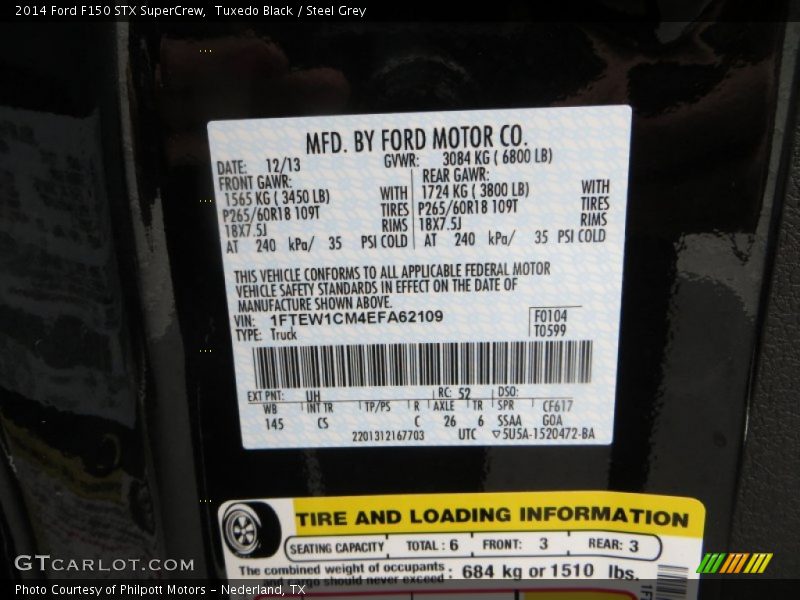 2014 Ford F150 STX SuperCrew,  Tuxedo Black / Steel Grey
MFD. BY FORD MOTOR CO.
DATE: 12/13 GVWR: 3084 KG ( 6800 LB)
FRONT GAWR: REAR GAWR:
1565 KG ( 3450 LB) WITH 1724 KG ( 3800 LB) WITH
P265/60R18 109T TIRES P265/60R18 109T TIRES
18X7.5J RIMS 18X7.5J RIMS
AT 240 kPa/ 35 PSI COLD AT 240 kPa/ 35 PSI COLD
THIS VEHICLE CONFORMS TO ALL APPLICABLE FEDERAL MOTOR
VEHICLE SAFETY STANDARDS IN EFFECT ON THE DATE OF
MANUFACTURE SHOWN ABOVE.
VIN: 1FTEW1CM4EFA62109 F0104
TYPE: Truck T0599
EXT PNT: UH RC: 52 DSO:
WB INT TR TP/PS R AXLE TR SPR CF617
145 CS C 26 6 SSAA GOA
2201312167703 UTC ▽5U5A-1520472-BA
TIRE AND LOADING INFORMATION
SEATING CAPACITY TOTAL : 6 FRONT: 3 REAR: 3
The combined weight of occupants : 684 kg or 1510 lbs.
and cargo should never exceed
GTCARLOT.COM
Photo Courtesy of Philpott Motors – Nederland, TX